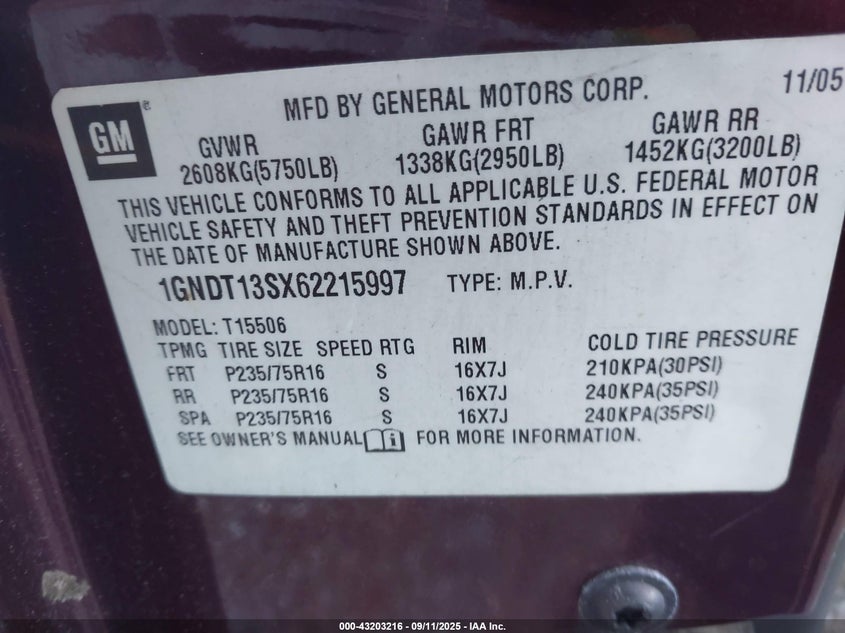 MFD BY GENERAL MOTORS CORP. 11/05
GM®
GVWR GAWR FRT GAWR RR
2608KG(5750LB) 1338KG(2950LB) 1452KG(3200LB)
THIS VEHICLE CONFORMS TO ALL APPLICABLE U.S. FEDERAL MOTOR
VEHICLE SAFETY AND THEFT PREVENTION STANDARDS IN EFFECT ON
THE DATE OF MANUFACTURE SHOWN ABOVE.
1GNDT13SX62215997 TYPE: M.P.V.
MODEL: T15506
TPMG TIRE SIZE SPEED RTG RIM COLD TIRE PRESSURE
FRT P235/75R16 S 16X7J 210KPA(30PSI)
RR P235/75R16 S 16X7J 240KPA(35PSI)
SPA P235/75R16 S 16X7J 240KPA(35PSI)
SEE OWNER'S MANUAL i FOR MORE INFORMATION.
000-43203216 - 09/11/2025 - IAA Inc.